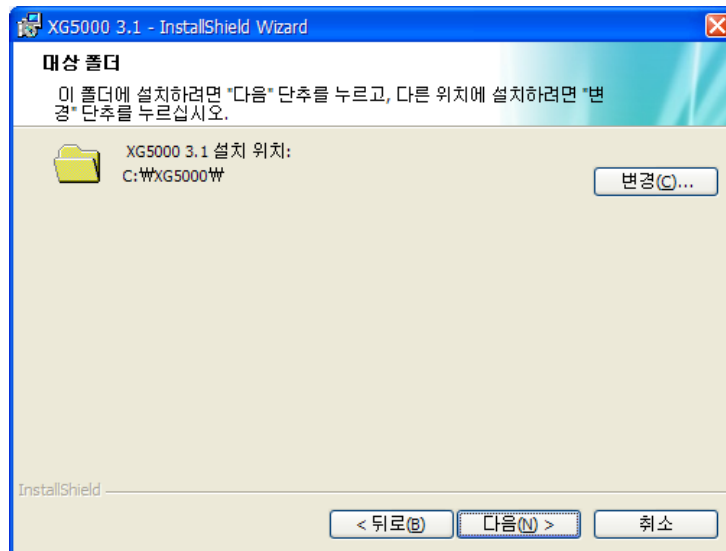 XG5000 3.1 - InstallShield Wizard
대상 폴더
이 폴더에 설치하려면 "다음" 단추를 누르고, 다른 위치에 설치하려면 "변
경" 단추를 누르십시오.
XG5000 3.1 설치 위치:
C:₩XG5000₩
변경(C)...
InstallShield
< 뒤로(B)
다음(N) >
취소